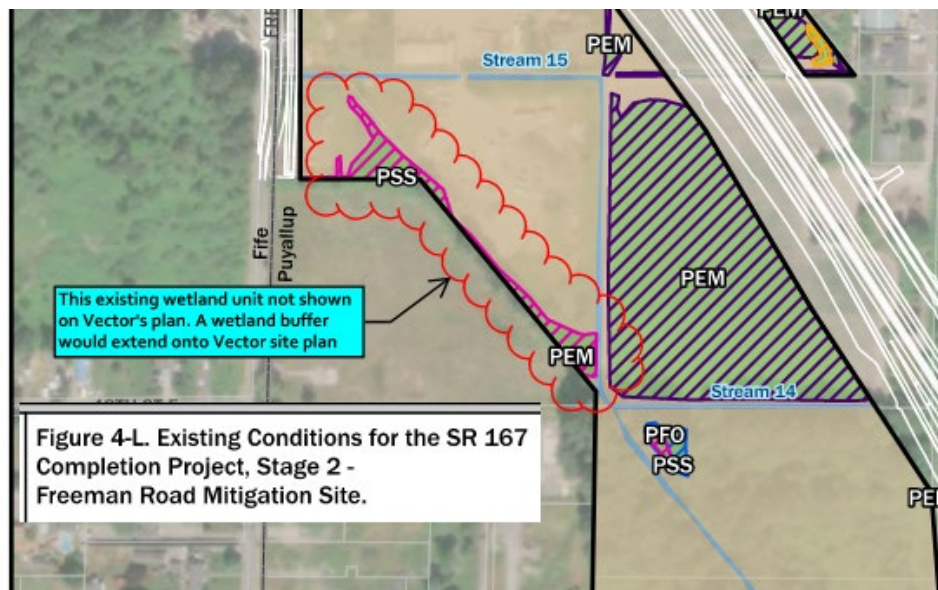 PEM
PEM
Stream 15
PSS
Fife
Puyallup
PEM
This existing wetland unit not shown
on Vector's plan. A wetland buffer
would extend onto Vector site plan
PEM
Stream 14
Figure 4-L. Existing Conditions for the SR 167
Completion Project, Stage 2 -
Freeman Road Mitigation Site.
PFO
PSS